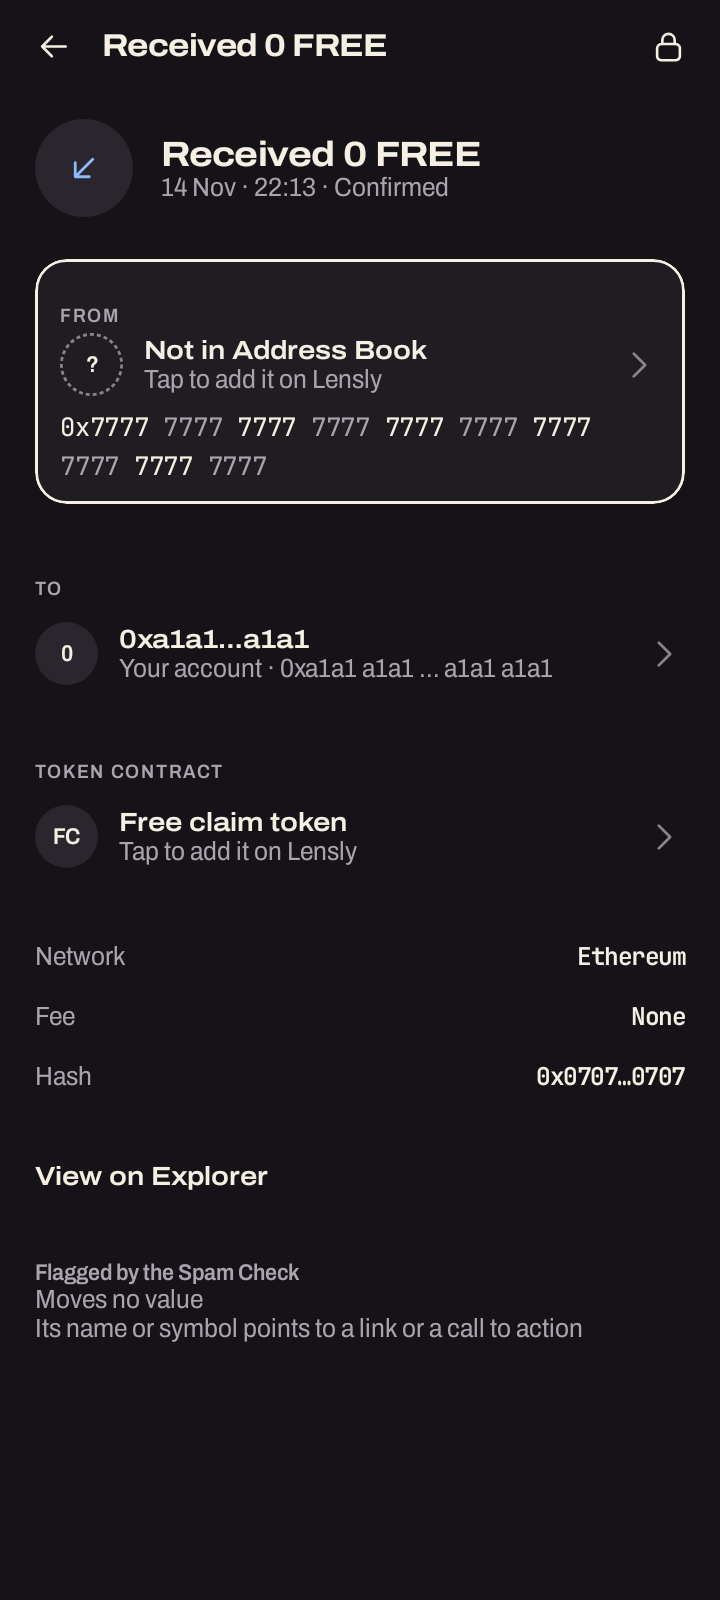 Received 0 FREE
Received 0 FREE
14 Nov · 22:13 · Confirmed
FROM
?
Not in Address Book
Tap to add it on Lensly
0x7777 7777 7777 7777 7777 7777 7777
7777 7777 7777
TO
0
0xa1a1…a1a1
Your account · 0xa1a1 a1a1 … a1a1 a1a1
TOKEN CONTRACT
FC
Free claim token
Tap to add it on Lensly
Network Ethereum
Fee None
Hash 0x0707…0707
View on Explorer
Flagged by the Spam Check
Moves no value
Its name or symbol points to a link or a call to action